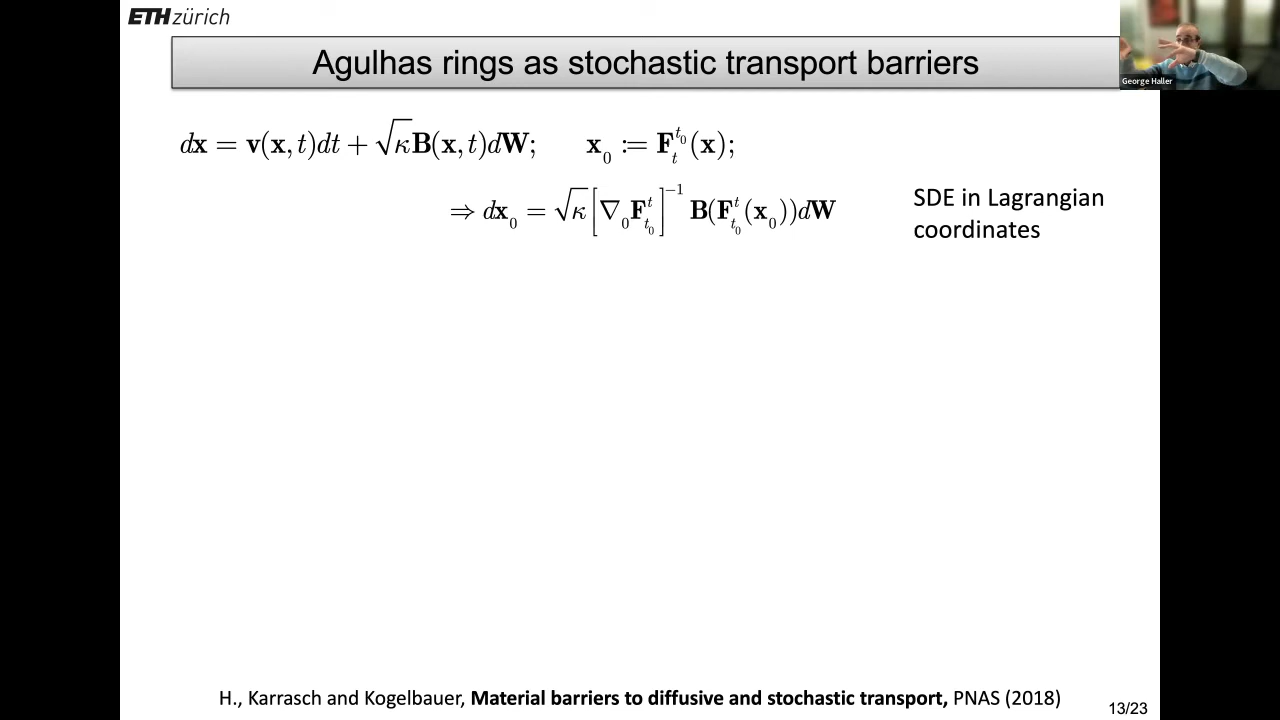 ETH zürich
Agulhas rings as stochastic transport barriers
George Haller
d𝐱 = 𝐯(𝐱, t)dt + √κ𝐁(𝐱, t)d𝐖; 𝐱₀ := 𝐅_t^{t₀}(𝐱);
⇒ d𝐱₀ = √κ[∇₀𝐅_{t₀}^t]⁻¹ 𝐁(𝐅_{t₀}^t(𝐱₀))d𝐖
SDE in Lagrangian
coordinates
H., Karrasch and Kogelbauer, Material barriers to diffusive and stochastic transport, PNAS (2018)
13/23